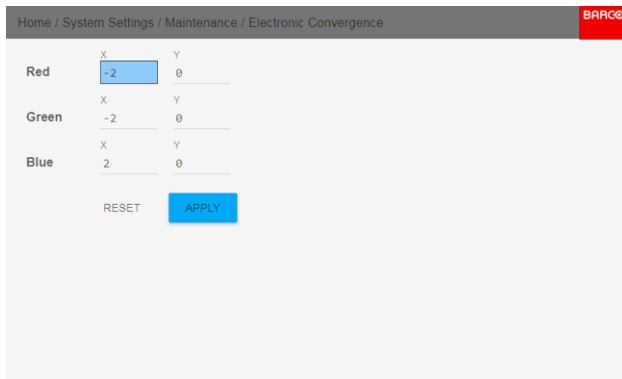 Home / System Settings / Maintenance / Electronic Convergence
BARCO
X Y
Red -2 0
X Y
Green -2 0
X Y
Blue 2 0
RESET APPLY